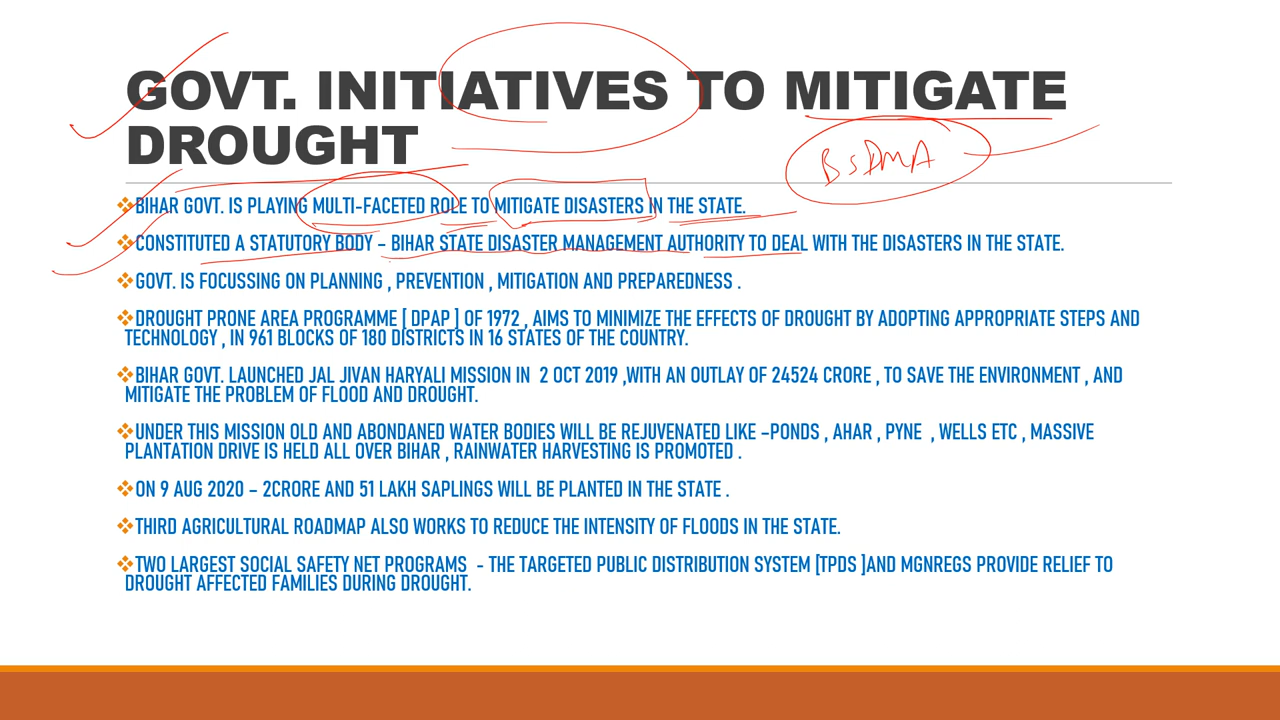 GOVT. INITIATIVES TO MITIGATE
DROUGHT
BSDMA
BIHAR GOVT. IS PLAYING MULTI-FACETED ROLE TO MITIGATE DISASTERS IN THE STATE.
CONSTITUTED A STATUTORY BODY – BIHAR STATE DISASTER MANAGEMENT AUTHORITY TO DEAL WITH THE DISASTERS IN THE STATE.
GOVT. IS FOCUSSING ON PLANNING , PREVENTION , MITIGATION AND PREPAREDNESS .
DROUGHT PRONE AREA PROGRAMME [ DPAP ] OF 1972 , AIMS TO MINIMIZE THE EFFECTS OF DROUGHT BY ADOPTING APPROPRIATE STEPS AND
TECHNOLOGY , IN 961 BLOCKS OF 180 DISTRICTS IN 16 STATES OF THE COUNTRY.
BIHAR GOVT. LAUNCHED JAL JIVAN HARYALI MISSION IN 2 OCT 2019 ,WITH AN OUTLAY OF 24524 CRORE , TO SAVE THE ENVIRONMENT , AND
MITIGATE THE PROBLEM OF FLOOD AND DROUGHT.
UNDER THIS MISSION OLD AND ABONDANED WATER BODIES WILL BE REJUVENATED LIKE –PONDS , AHAR , PYNE , WELLS ETC , MASSIVE
PLANTATION DRIVE IS HELD ALL OVER BIHAR , RAINWATER HARVESTING IS PROMOTED .
ON 9 AUG 2020 – 2CRORE AND 51 LAKH SAPLINGS WILL BE PLANTED IN THE STATE .
THIRD AGRICULTURAL ROADMAP ALSO WORKS TO REDUCE THE INTENSITY OF FLOODS IN THE STATE.
TWO LARGEST SOCIAL SAFETY NET PROGRAMS - THE TARGETED PUBLIC DISTRIBUTION SYSTEM [TPDS ]AND MGNREGS PROVIDE RELIEF TO
DROUGHT AFFECTED FAMILIES DURING DROUGHT.